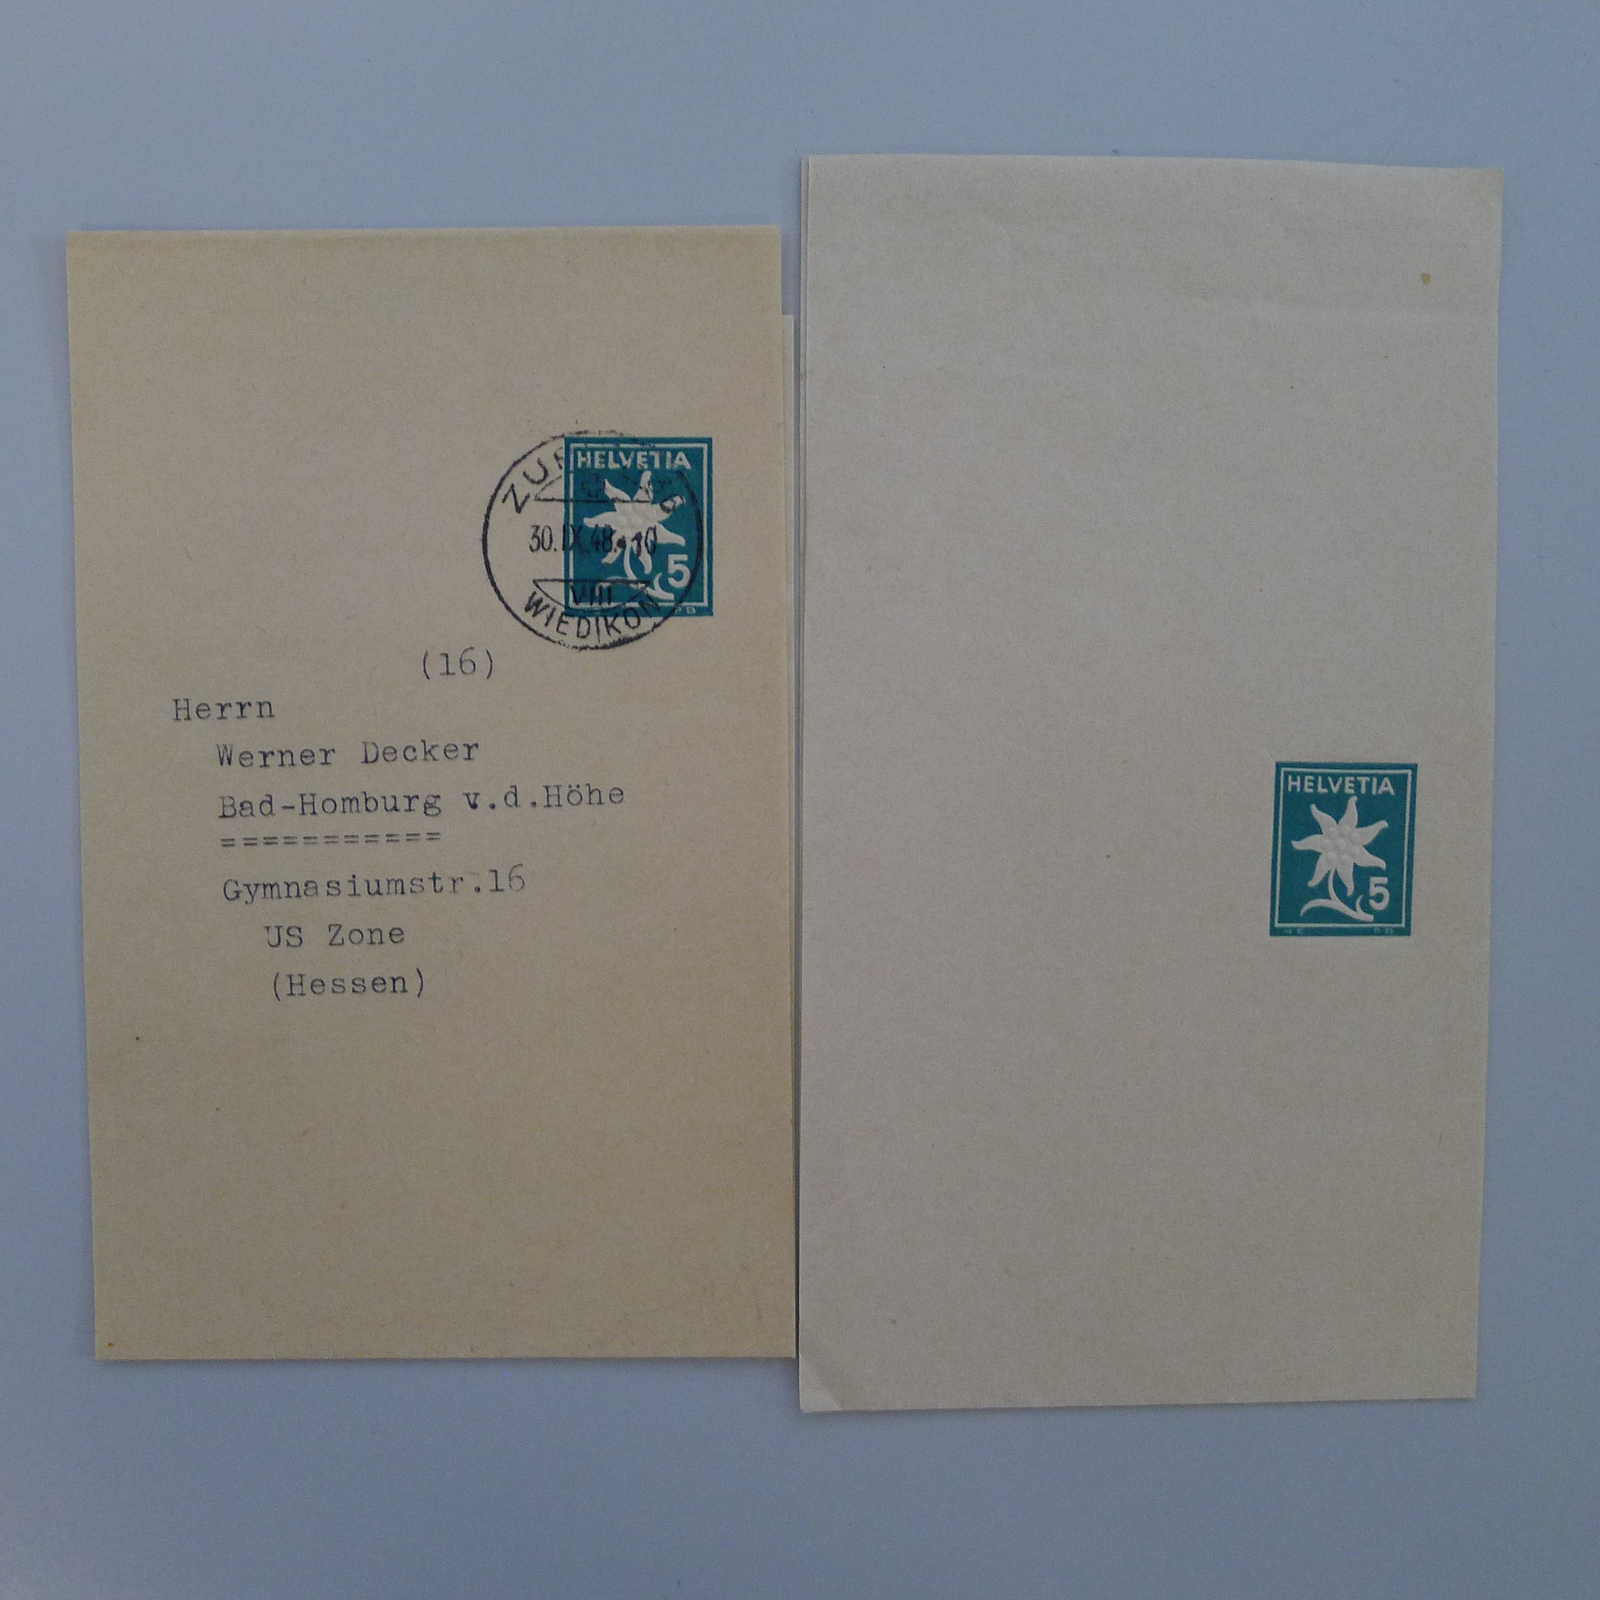 HELVETIA
30.IX.48.-10
5
VIII
WIEDIKON
(16)
Herrn
Werner Decker
Bad-Homburg v.d.Höhe
===========
Gymnasiumstr.16
US Zone
(Hessen)
HELVETIA
5